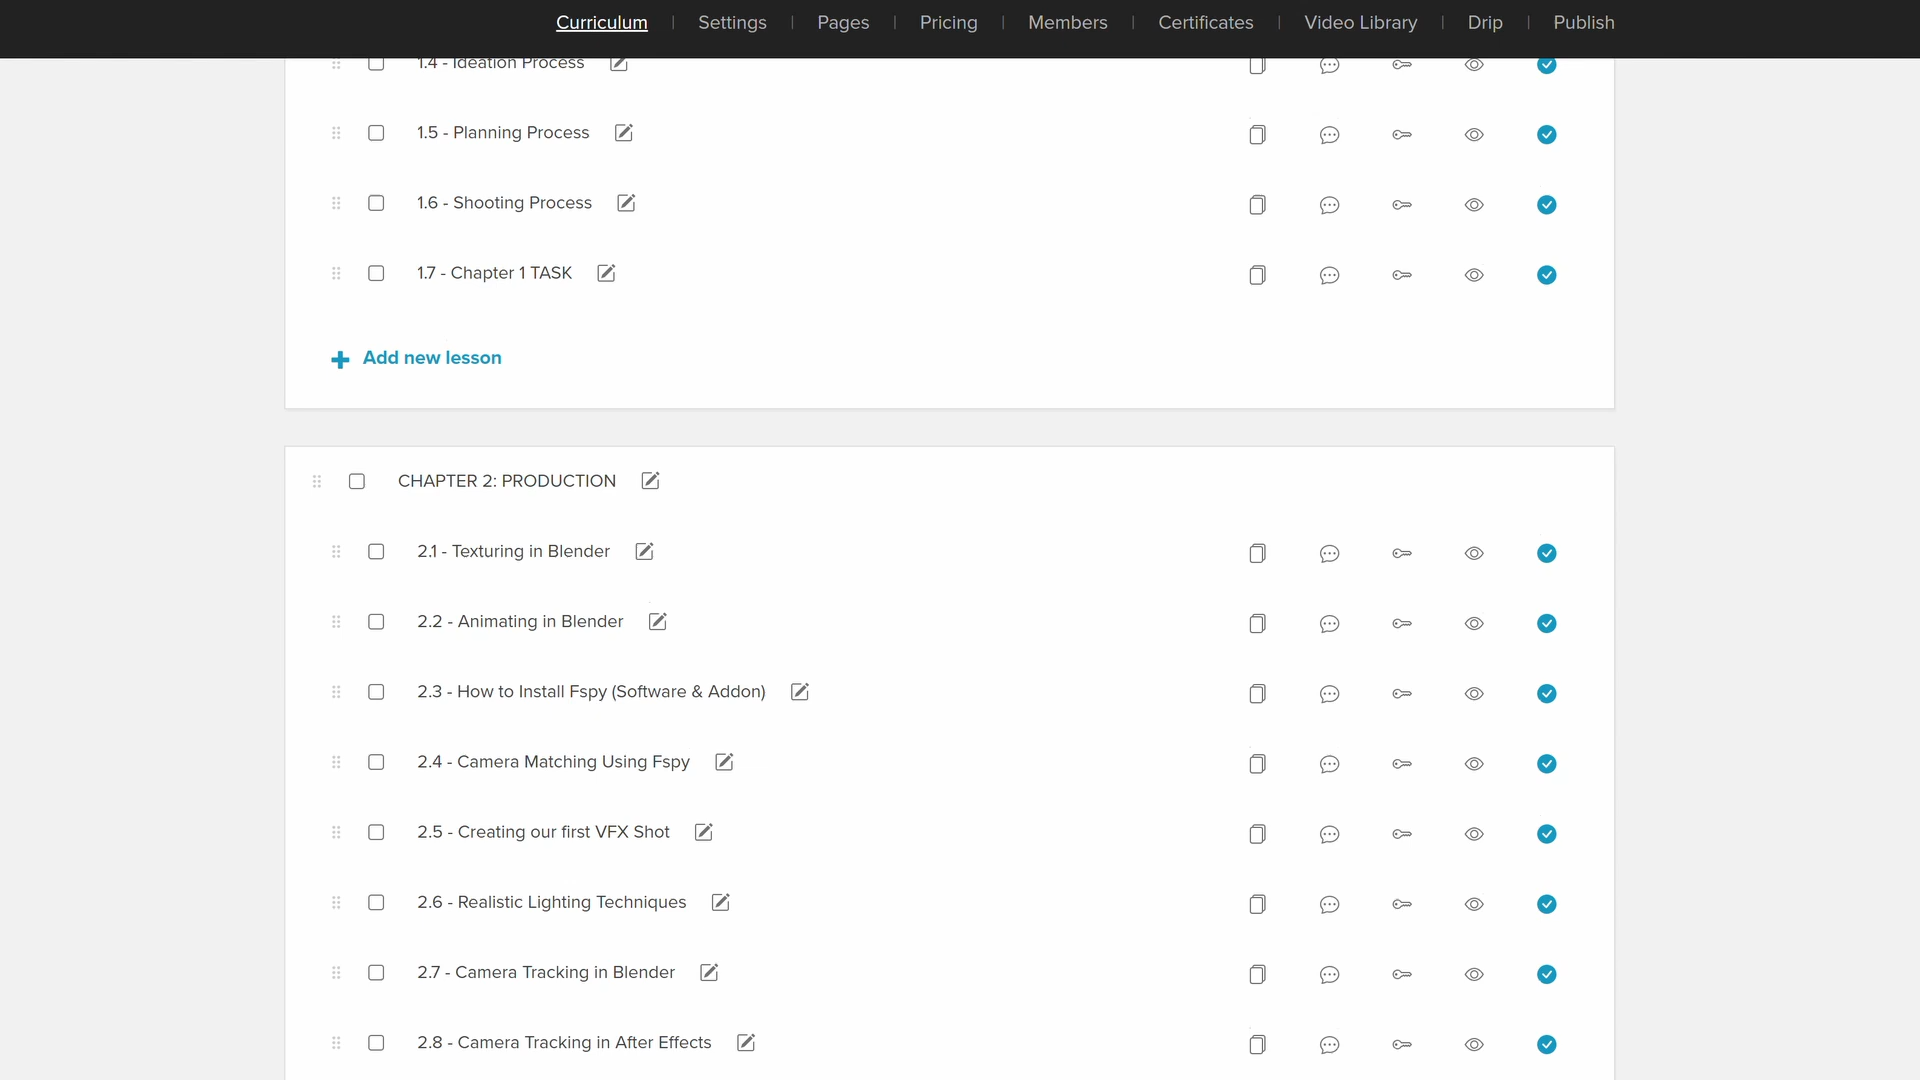 Curriculum | Settings | Pages | Pricing | Members | Certificates | Video Library | Drip | Publish
1.4 - Ideation Process
1.5 - Planning Process
1.6 - Shooting Process
1.7 - Chapter 1 TASK
Add new lesson
CHAPTER 2: PRODUCTION
2.1 - Texturing in Blender
2.2 - Animating in Blender
2.3 - How to Install Fspy (Software & Addon)
2.4 - Camera Matching Using Fspy
2.5 - Creating our first VFX Shot
2.6 - Realistic Lighting Techniques
2.7 - Camera Tracking in Blender
2.8 - Camera Tracking in After Effects